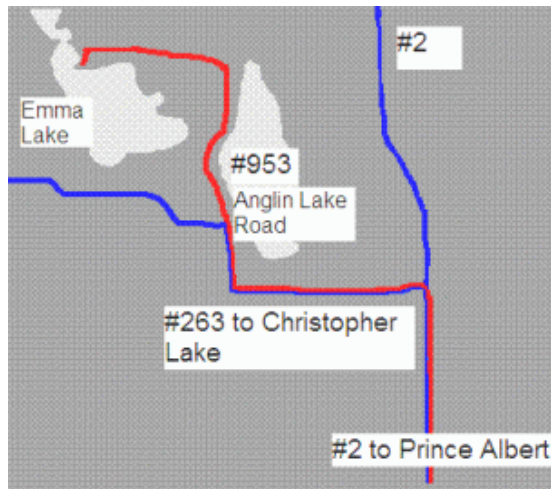 #2
Emma
Lake
#953
Anglin Lake
Road
#263 to Christopher
Lake
#2 to Prince Albert